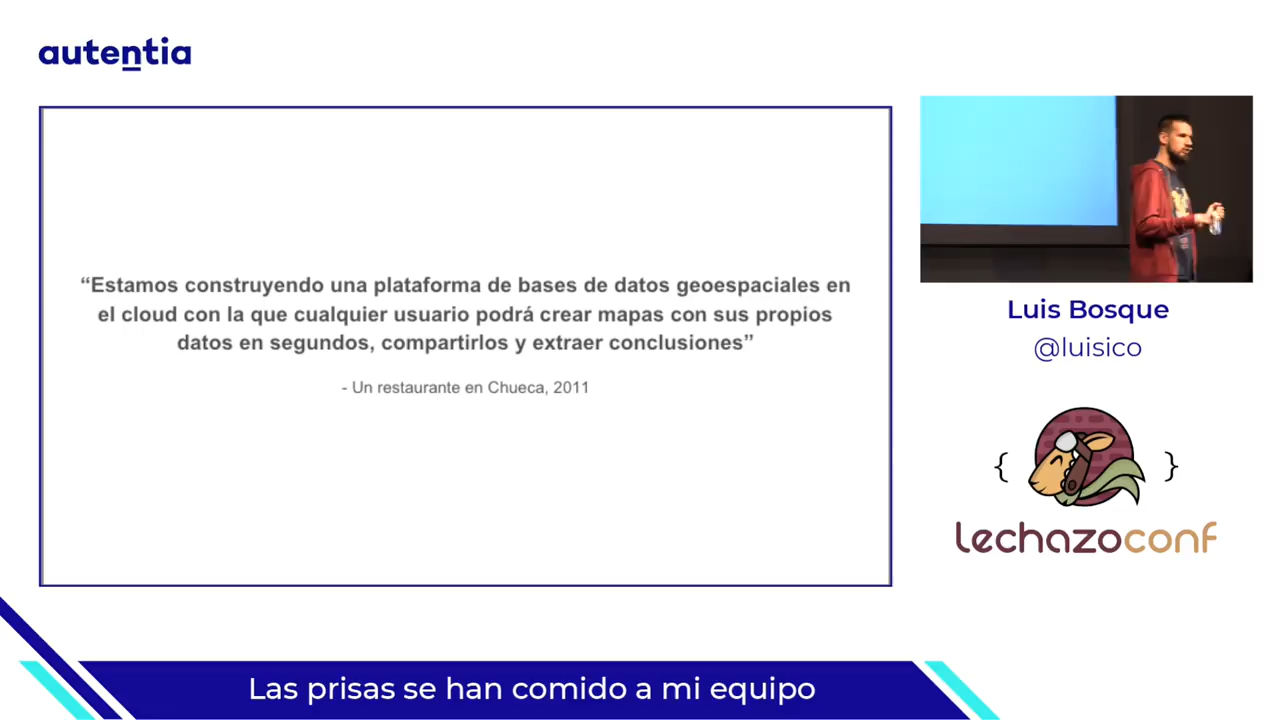 autentia
“Estamos construyendo una plataforma de bases de datos geoespaciales en
el cloud con la que cualquier usuario podrá crear mapas con sus propios
datos en segundos, compartirlos y extraer conclusiones”
- Un restaurante en Chueca, 2011
Luis Bosque
@luisico
{ }
lechazoconf
Las prisas se han comido a mi equipo